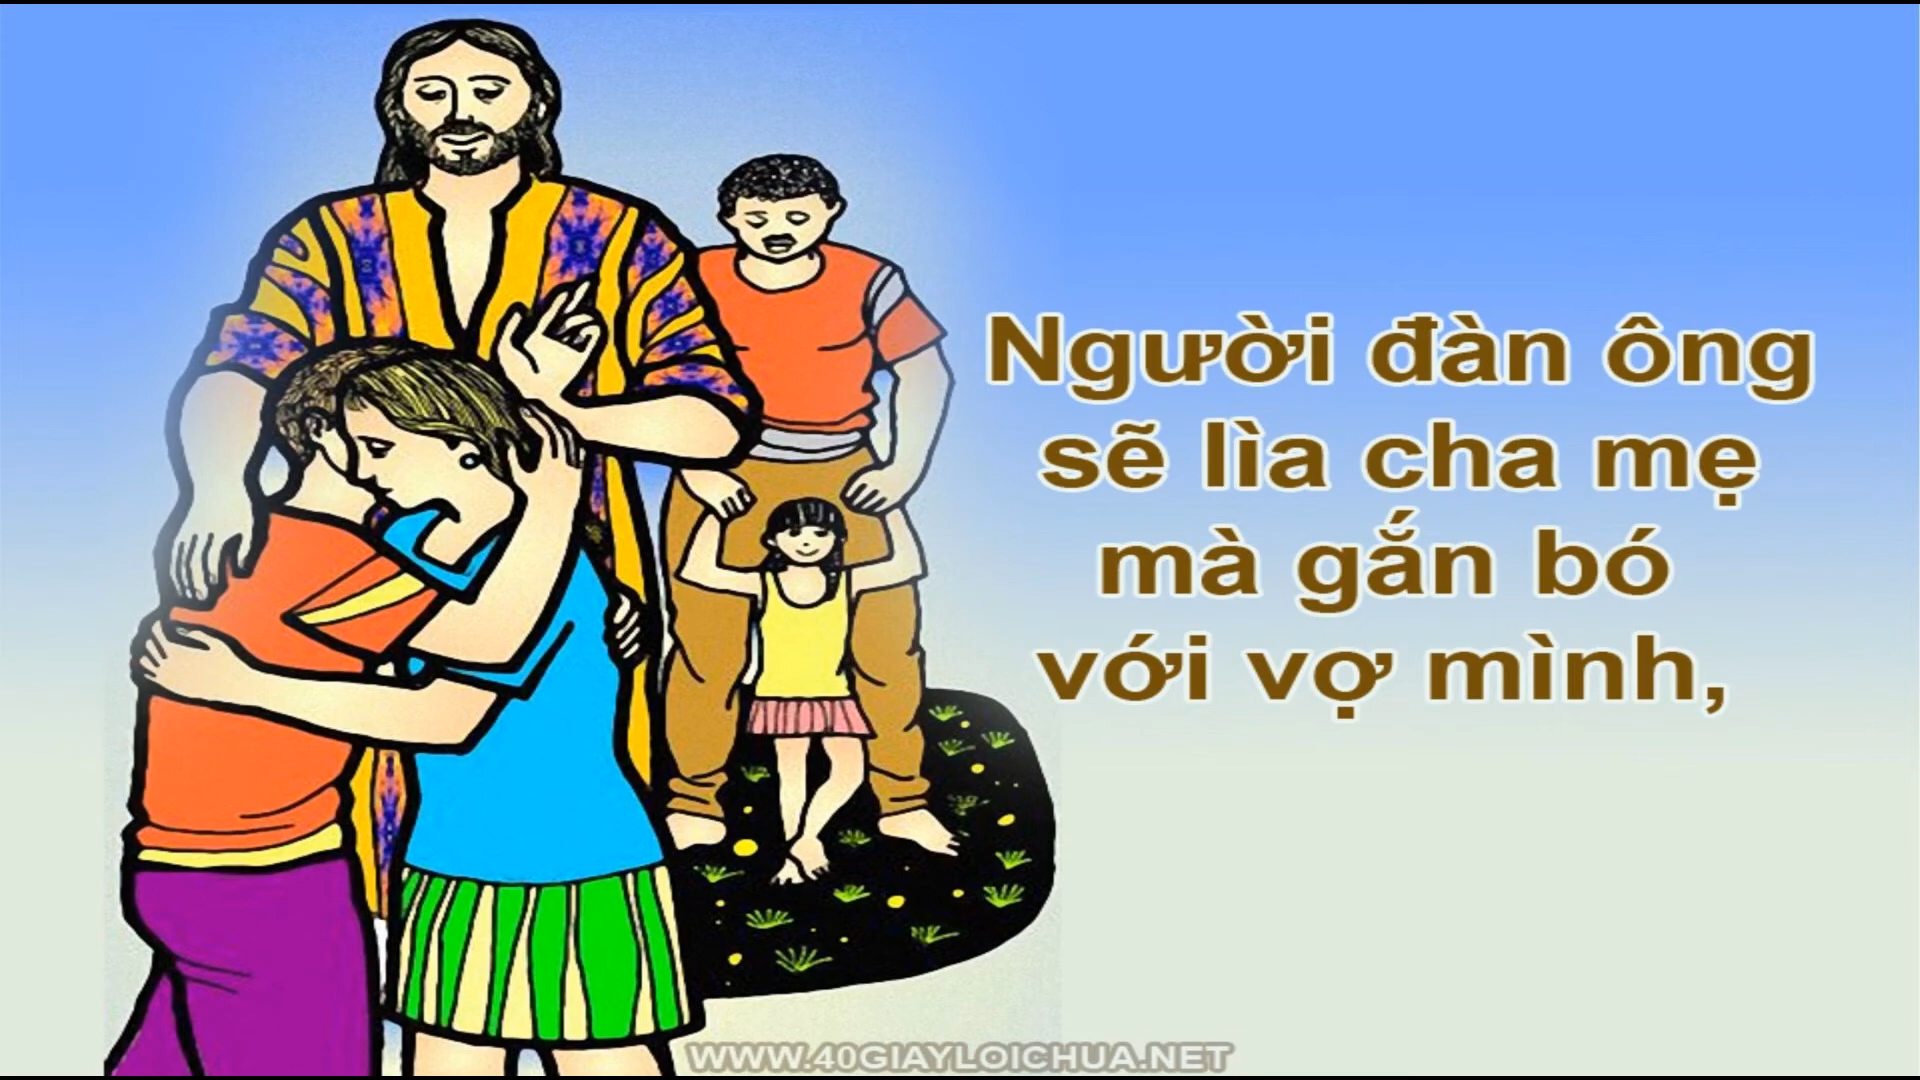 Người đàn ông
sẽ lìa cha mẹ
mà gắn bó
với vợ mình,
WWW.40GIAYLOICHUA.NET